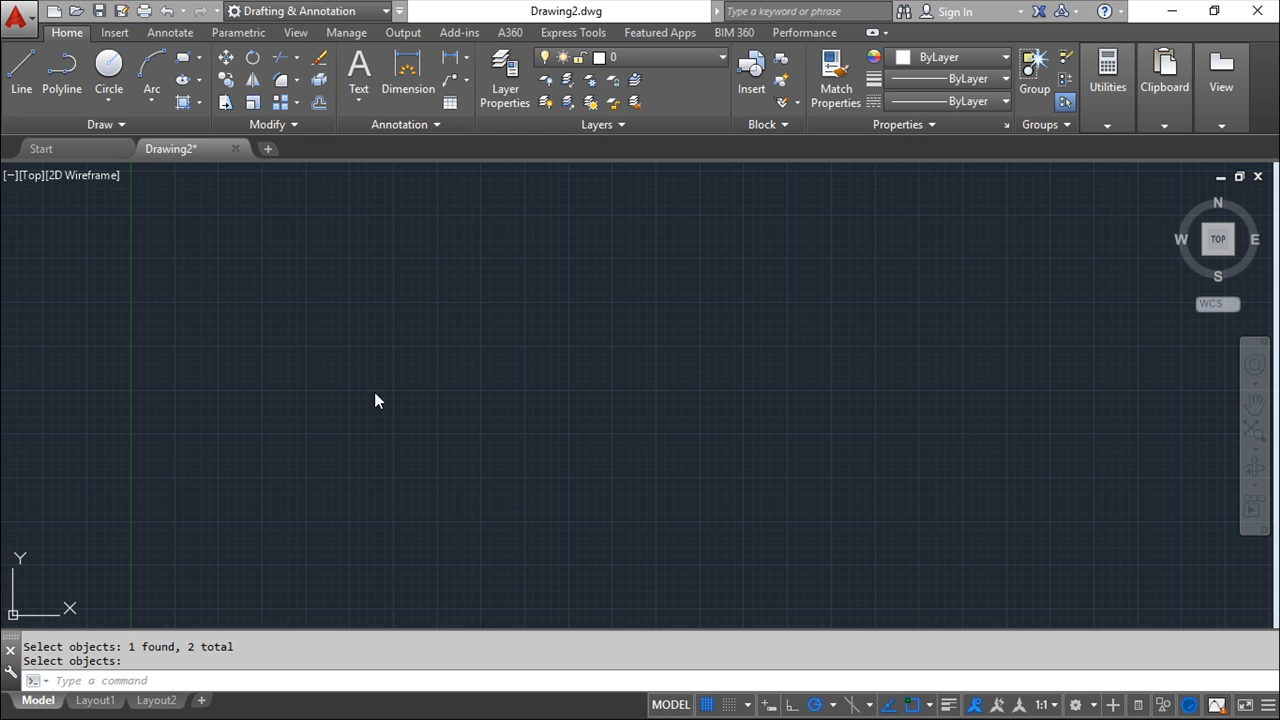 Drafting & Annotation
Drawing2.dwg
Type a keyword or phrase
Sign In
Home Insert Annotate Parametric View Manage Output Add-ins A360 Express Tools Featured Apps BIM 360 Performance
0
ByLayer
ByLayer
ByLayer
Line Polyline Circle Arc Text Dimension Layer Properties Insert Match Properties Group Utilities Clipboard View
Draw Modify Annotation Layers Block Properties Groups
Start Drawing2*
[−][Top][2D Wireframe]
N
W TOP E
S
WCS
Y
X
Select objects: 1 found, 2 total
Select objects:
Type a command
Model Layout1 Layout2
MODEL 1:1